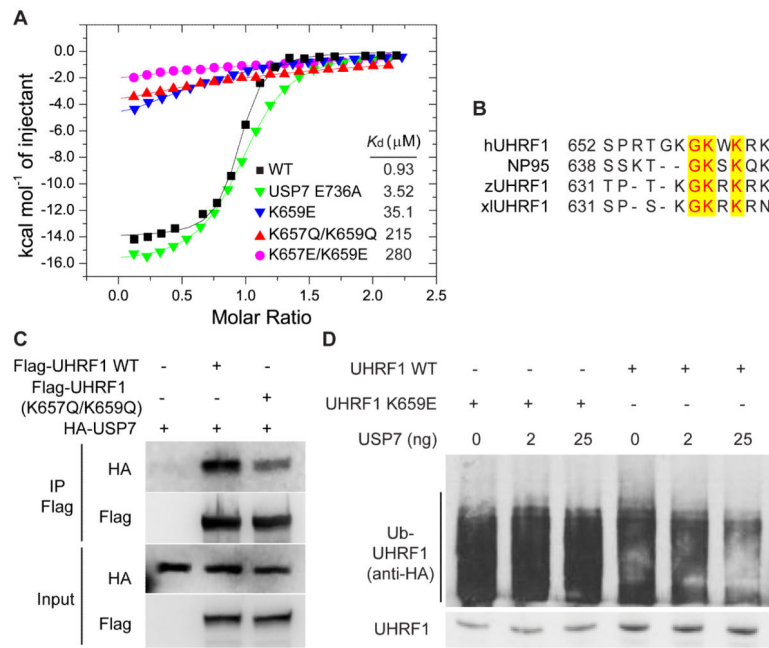 A
0.0
-2.0
-4.0
-6.0
-8.0
-10.0
-12.0
-14.0
-16.0
kcal mol⁻¹ of injectant
0.0 0.5 1.0 1.5 2.0 2.5
Molar Ratio
Kd (μM)
WT 0.93
USP7 E736A 3.52
K659E 35.1
K657Q/K659Q 215
K657E/K659E 280
B
hUHRF1 652 S P R T G K G K W K R K
NP95 638 S S K T - - G K S K Q K
zUHRF1 631 T P - T - K G K R K R K
xlUHRF1 631 S P - S - K G K R K R N
C
Flag-UHRF1 WT - + -
Flag-UHRF1
(K657Q/K659Q) - - +
HA-USP7 + + +
IP
Flag
HA
Flag
Input
HA
Flag
D
UHRF1 WT - - - + + +
UHRF1 K659E + + + - - -
USP7 (ng) 0 2 25 0 2 25
Ub-
UHRF1
(anti-HA)
UHRF1